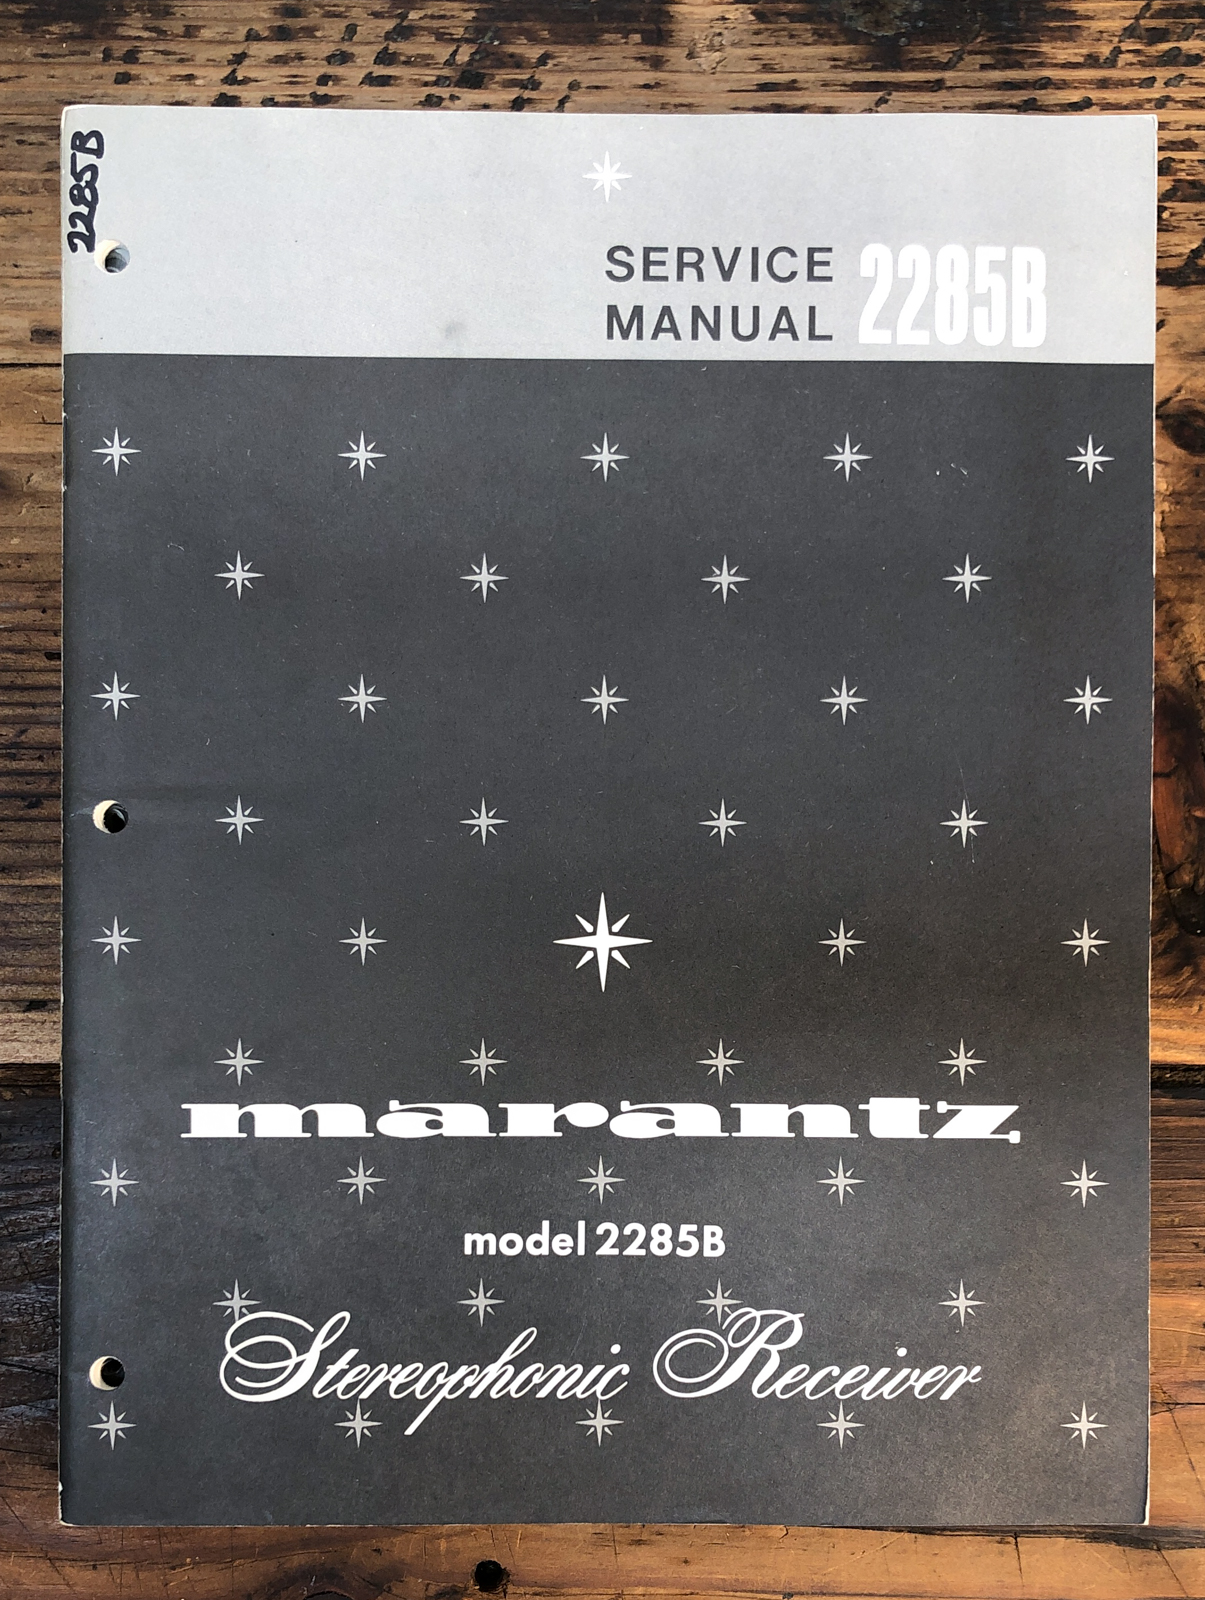 2285B
SERVICE
MANUAL 2285B
marantz
model 2285B
Stereophonic Receiver